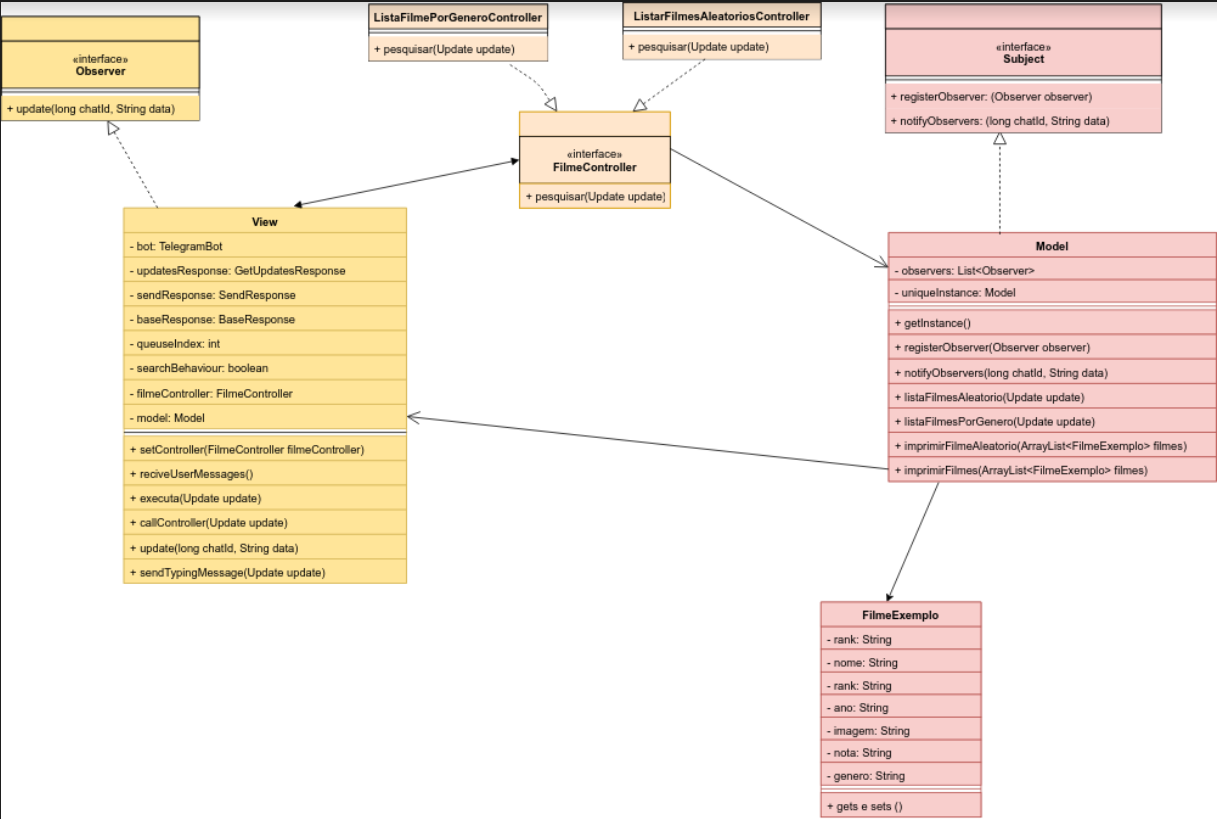 ListaFilmePorGeneroController
+ pesquisar(Update update)
ListarFilmesAleatoriosController
+ pesquisar(Update update)
«interface»
Observer
+ update(long chatId, String data)
«interface»
Subject
+ registerObserver: (Observer observer)
+ notifyObservers: (long chatId, String data)
«interface»
FilmeController
+ pesquisar(Update update)
View
- bot: TelegramBot
- updatesResponse: GetUpdatesResponse
- sendResponse: SendResponse
- baseResponse: BaseResponse
- queuseIndex: int
- searchBehaviour: boolean
- filmeController: FilmeController
- model: Model
+ setController(FilmeController filmeController)
+ reciveUserMessages()
+ executa(Update update)
+ callController(Update update)
+ update(long chatId, String data)
+ sendTypingMessage(Update update)
Model
- observers: List<Observer>
- uniqueInstance: Model
+ getInstance()
+ registerObserver(Observer observer)
+ notifyObservers(long chatId, String data)
+ listaFilmesAleatorio(Update update)
+ listaFilmesPorGenero(Update update)
+ imprimirFilmeAleatorio(ArrayList<FilmeExemplo> filmes)
+ imprimirFilmes(ArrayList<FilmeExemplo> filmes)
FilmeExemplo
- rank: String
- nome: String
- rank: String
- ano: String
- imagem: String
- nota: String
- genero: String
+ gets e sets ()